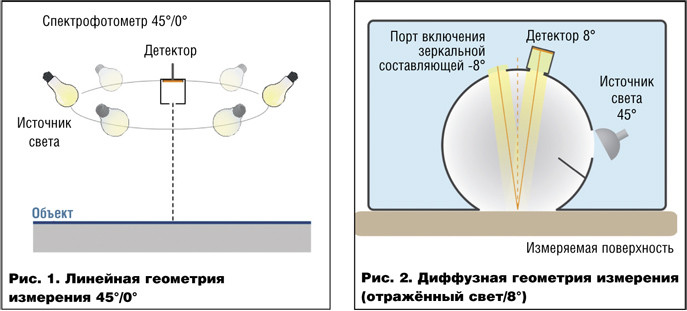 Спектрофотометр 45°/0°
Детектор
Источник
света
Объект
Рис. 1. Линейная геометрия
измерения 45°/0°
Порт включения
зеркальной
составляющей -8°
Детектор 8°
Источник
света
45°
Измеряемая поверхность
Рис. 2. Диффузная геометрия измерения
(отражённый свет/8°)